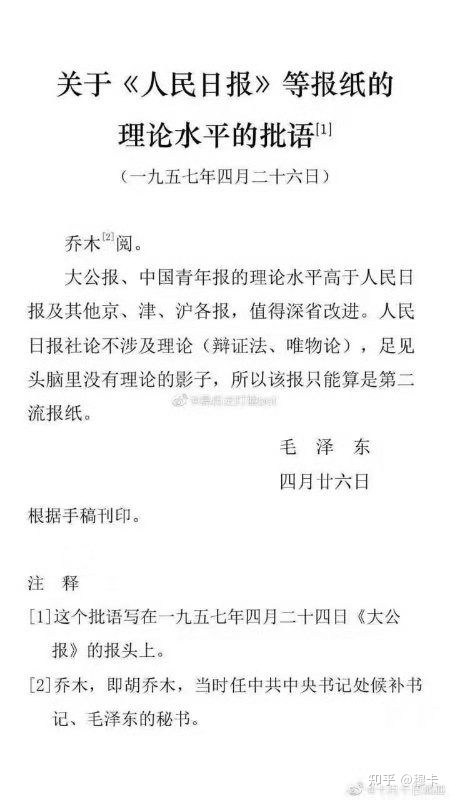 关于《人民日报》等报纸的
理论水平的批语[1]
（一九五七年四月二十六日）
乔木[2]阅。
大公报、中国青年报的理论水平高于人民日
报及其他京、津、沪各报，值得深省改进。人民
日报社论不涉及理论（辩证法、唯物论），足见
头脑里没有理论的影子，所以该报只能算是第二
流报纸。
毛泽东
四月廿六日
根据手稿刊印。
注 释
[1]这个批语写在一九五七年四月二十四日《大公
报》的报头上。
[2]乔木，即胡乔木，当时任中共中央书记处候补书
记、毛泽东的秘书。
知乎 @穆卡